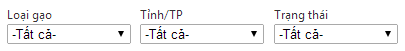 Loại gạo Tỉnh/TP Trạng thái
-Tất cả- -Tất cả- -Tất cả-